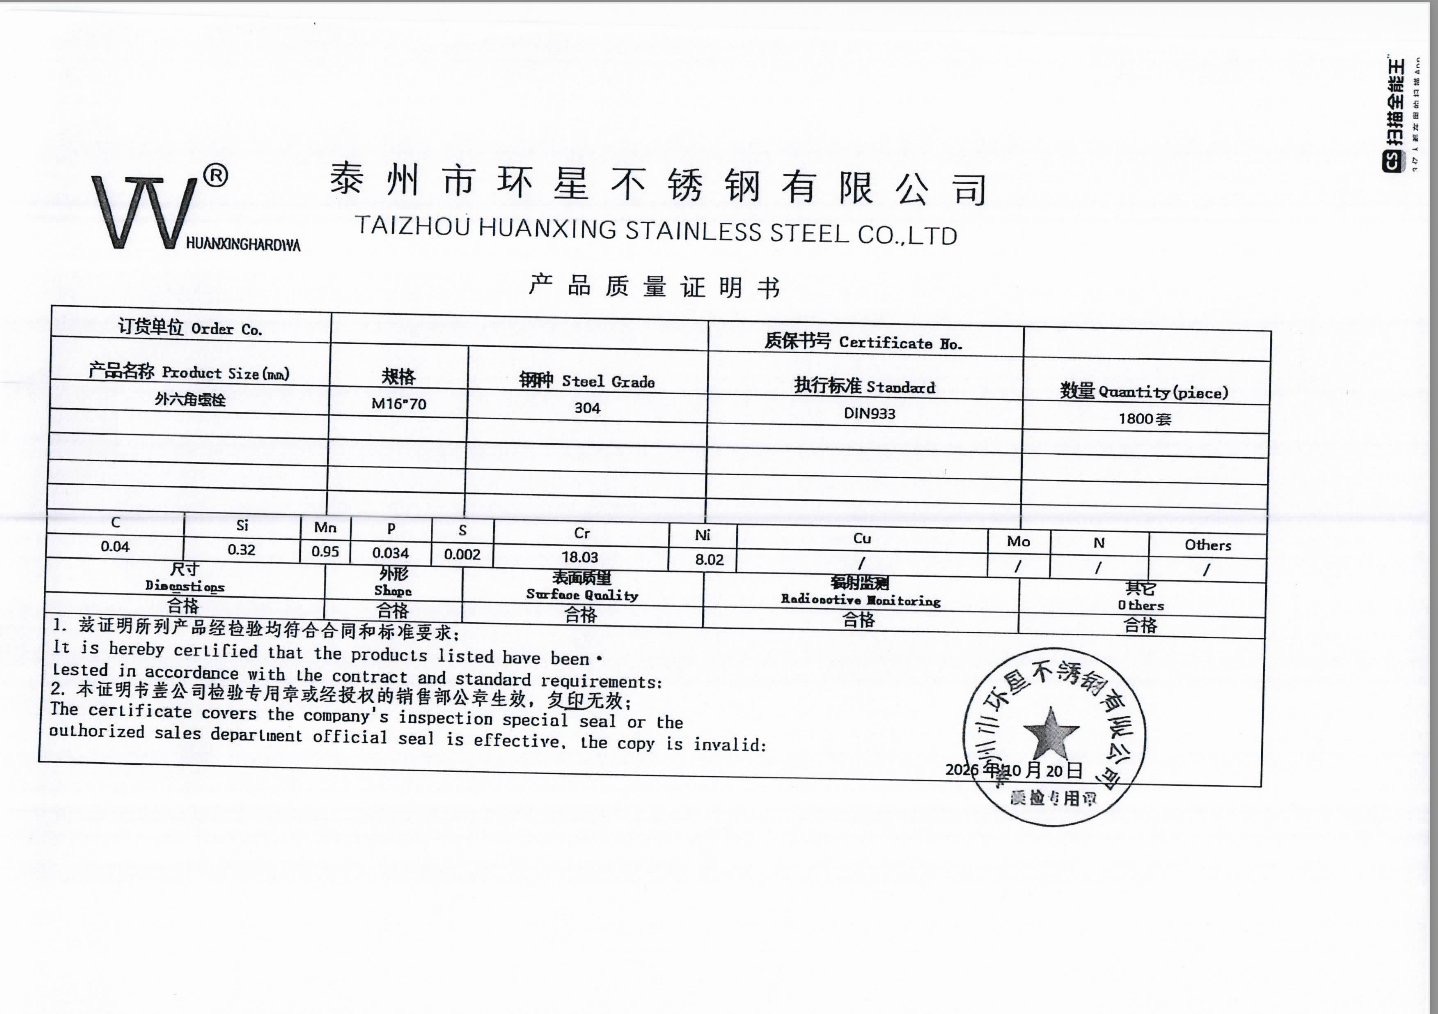 CS 扫描全能王
®
HUANXINGHARDWA
泰州市环星不锈钢有限公司
TAIZHOU HUANXING STAINLESS STEEL CO.,LTD
产品质量证明书
订货单位 Order Co. 质保书号 Certificate No.
产品名称 Product Size(mm) 规格 钢种 Steel Grade 执行标准 Standard 数量 Quantity(piece)
外六角螺栓 M16*70 304 DIN933 1800套
C Si Mn P S Cr Ni Cu Mo N Others
0.04 0.32 0.95 0.034 0.002 18.03 8.02 / / / /
尺寸 外形 表面质量 辐射监测 其它
Dimenstions Shape Surface Quality Radioactive Monitoring Others
合格 合格 合格 合格 合格
1. 兹证明所列产品经检验均符合合同和标准要求；
It is hereby certified that the products listed have been
tested in accordance with the contract and standard requirements:
2. 本证明书盖公司检验专用章或经授权的销售部公章生效，复印无效；
The certificate covers the company's inspection special seal or the
authorized sales department official seal is effective, the copy is invalid:
泰州市环星不锈钢有限公司
2026年10月20日
质检专用章